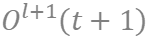 O^{l+1}(t + 1)